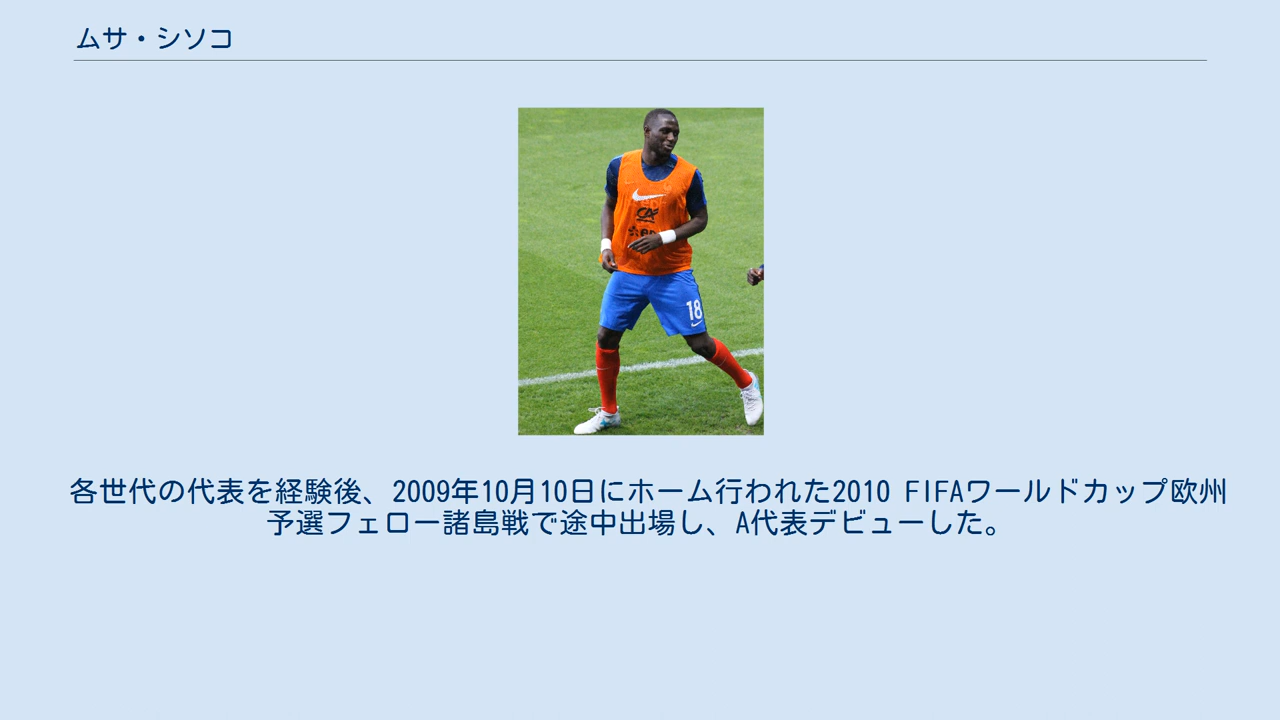 ムサ・シソコ
CA
18
各世代の代表を経験後、2009年10月10日にホーム行われた2010 FIFAワールドカップ欧州
予選フェロー諸島戦で途中出場し、A代表デビューした。